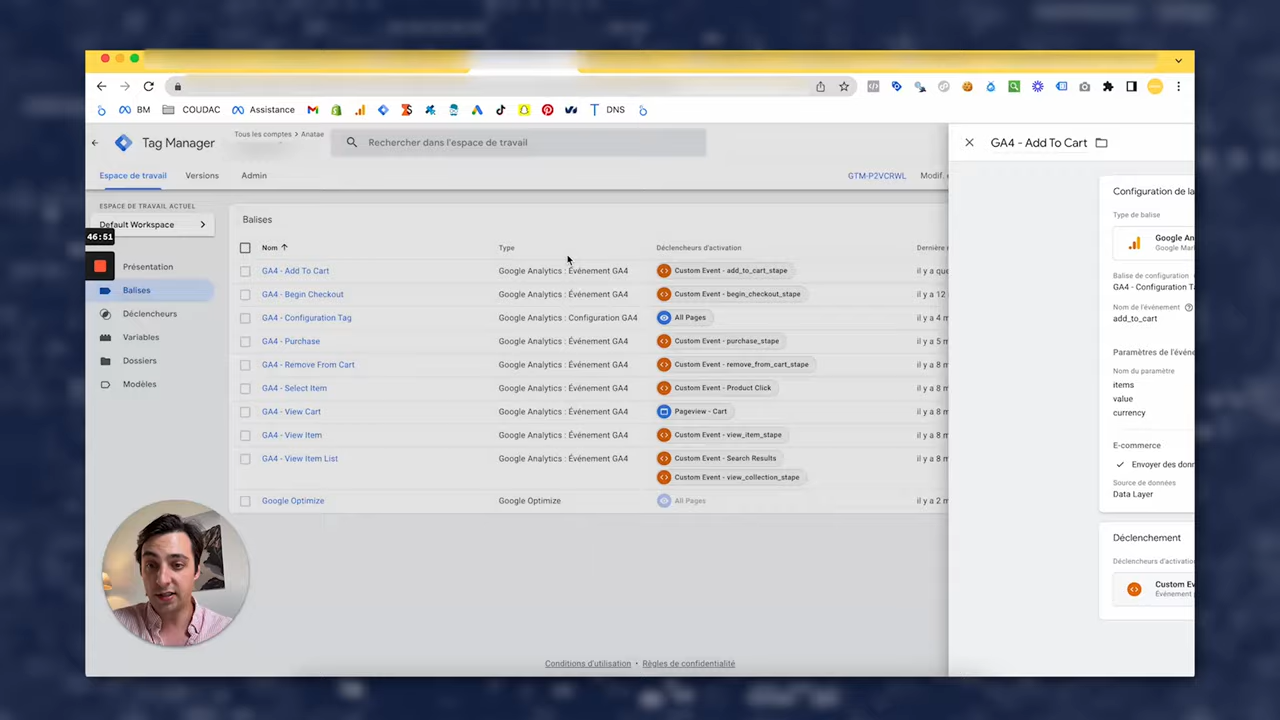 BM
COUDAC
Assistance
DNS
Tag Manager
Tous les comptes > Anatae
Rechercher dans l'espace de travail
GA4 - Add To Cart
Espace de travail
Versions
Admin
GTM-P2VCRWL
Modif.
ESPACE DE TRAVAIL ACTUEL
Default Workspace
46:51
Présentation
Balises
Déclencheurs
Variables
Dossiers
Modèles
Balises
Nom Type Déclencheurs d'activation Dernière
GA4 - Add To Cart Google Analytics : Événement GA4 Custom Event - add_to_cart_stape il y a que
GA4 - Begin Checkout Google Analytics : Événement GA4 Custom Event - begin_checkout_stape il y a 12
GA4 - Configuration Tag Google Analytics : Configuration GA4 All Pages il y a 4 m
GA4 - Purchase Google Analytics : Événement GA4 Custom Event - purchase_stape il y a 5 m
GA4 - Remove From Cart Google Analytics : Événement GA4 Custom Event - remove_from_cart_stape il y a 8 m
GA4 - Select Item Google Analytics : Événement GA4 Custom Event - Product Click il y a 8 m
GA4 - View Cart Google Analytics : Événement GA4 Pageview - Cart il y a 8 m
GA4 - View Item Google Analytics : Événement GA4 Custom Event - view_item_stape il y a 8 m
GA4 - View Item List Google Analytics : Événement GA4 Custom Event - Search Results il y a 8 m
Custom Event - view_collection_stape
Google Optimize Google Optimize All Pages il y a 2 m
Conditions d'utilisation • Règles de confidentialité
Configuration de la
Type de balise
Google An
Google Mark
Balise de configuration
GA4 - Configuration Ta
Nom de l'événement
add_to_cart
Paramètres de l'événe
Nom du paramètre
items
value
currency
E-commerce
Envoyer des donn
Source de données
Data Layer
Déclenchement
Déclencheurs d'activatio
Custom Ev
Événement